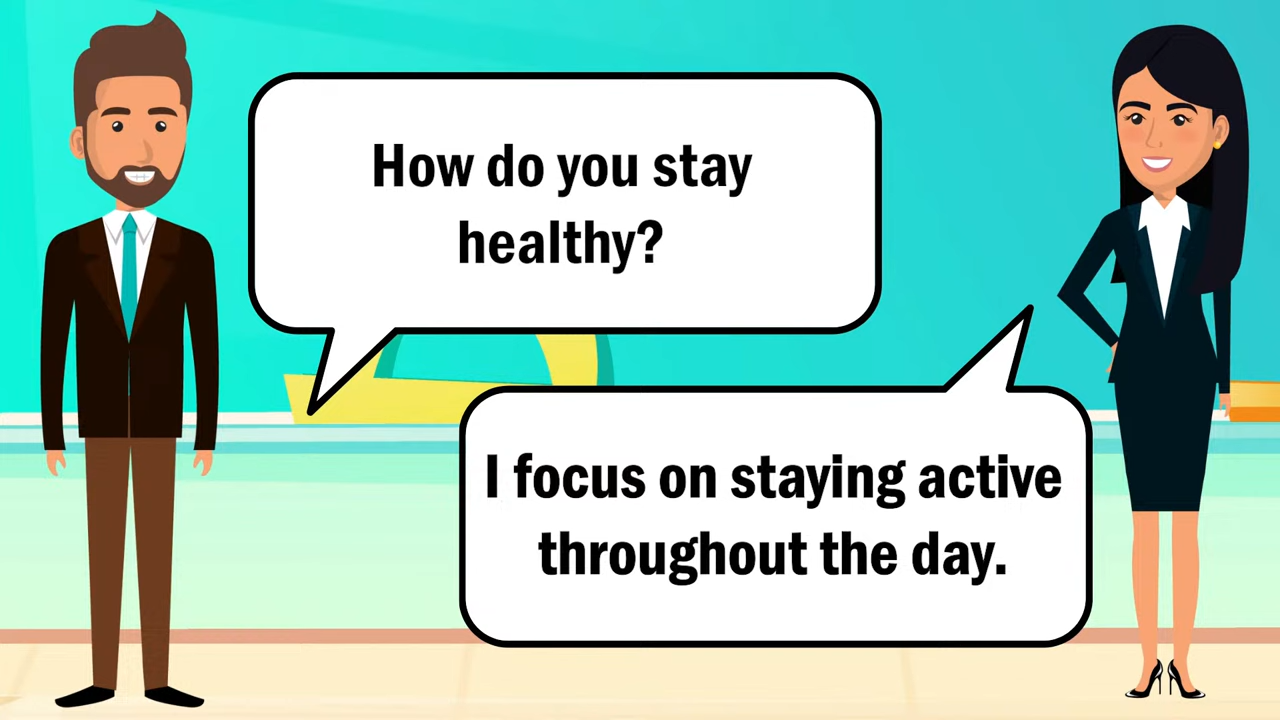 How do you stay
healthy?
I focus on staying active
throughout the day.